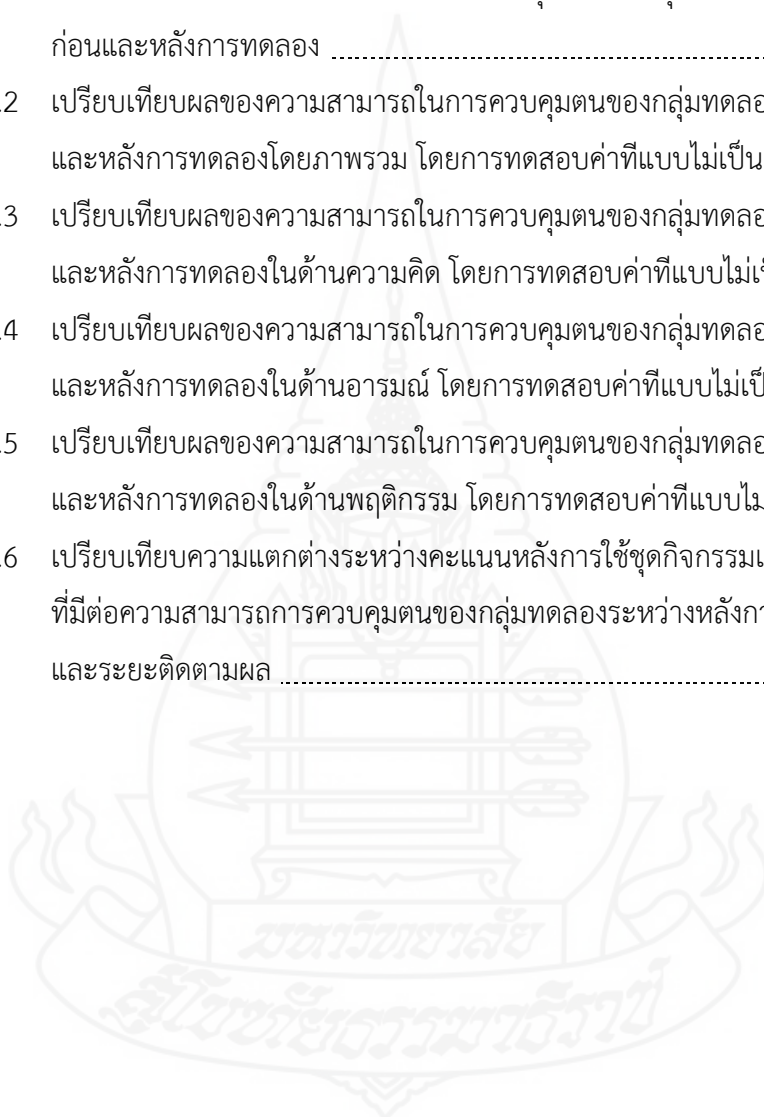 ก่อนและหลังการทดลอง
.2 เปรียบเทียบผลของความสามารถในการควบคุมตนของกลุ่มทดลอ
และหลังการทดลองโดยภาพรวม โดยการทดสอบค่าทีแบบไม่เป็น
.3 เปรียบเทียบผลของความสามารถในการควบคุมตนของกลุ่มทดลอ
และหลังการทดลองในด้านความคิด โดยการทดสอบค่าทีแบบไม่เ
.4 เปรียบเทียบผลของความสามารถในการควบคุมตนของกลุ่มทดลอ
และหลังการทดลองในด้านอารมณ์ โดยการทดสอบค่าทีแบบไม่เป็
.5 เปรียบเทียบผลของความสามารถในการควบคุมตนของกลุ่มทดลอ
และหลังการทดลองในด้านพฤติกรรม โดยการทดสอบค่าทีแบบไม
.6 เปรียบเทียบความแตกต่างระหว่างคะแนนหลังการใช้ชุดกิจกรรมแ
ที่มีต่อความสามารถการควบคุมตนของกลุ่มทดลองระหว่างหลังกา
และระยะติดตามผล
มหาวิทยาลัย
สุโขทัยธรรมาธิราช